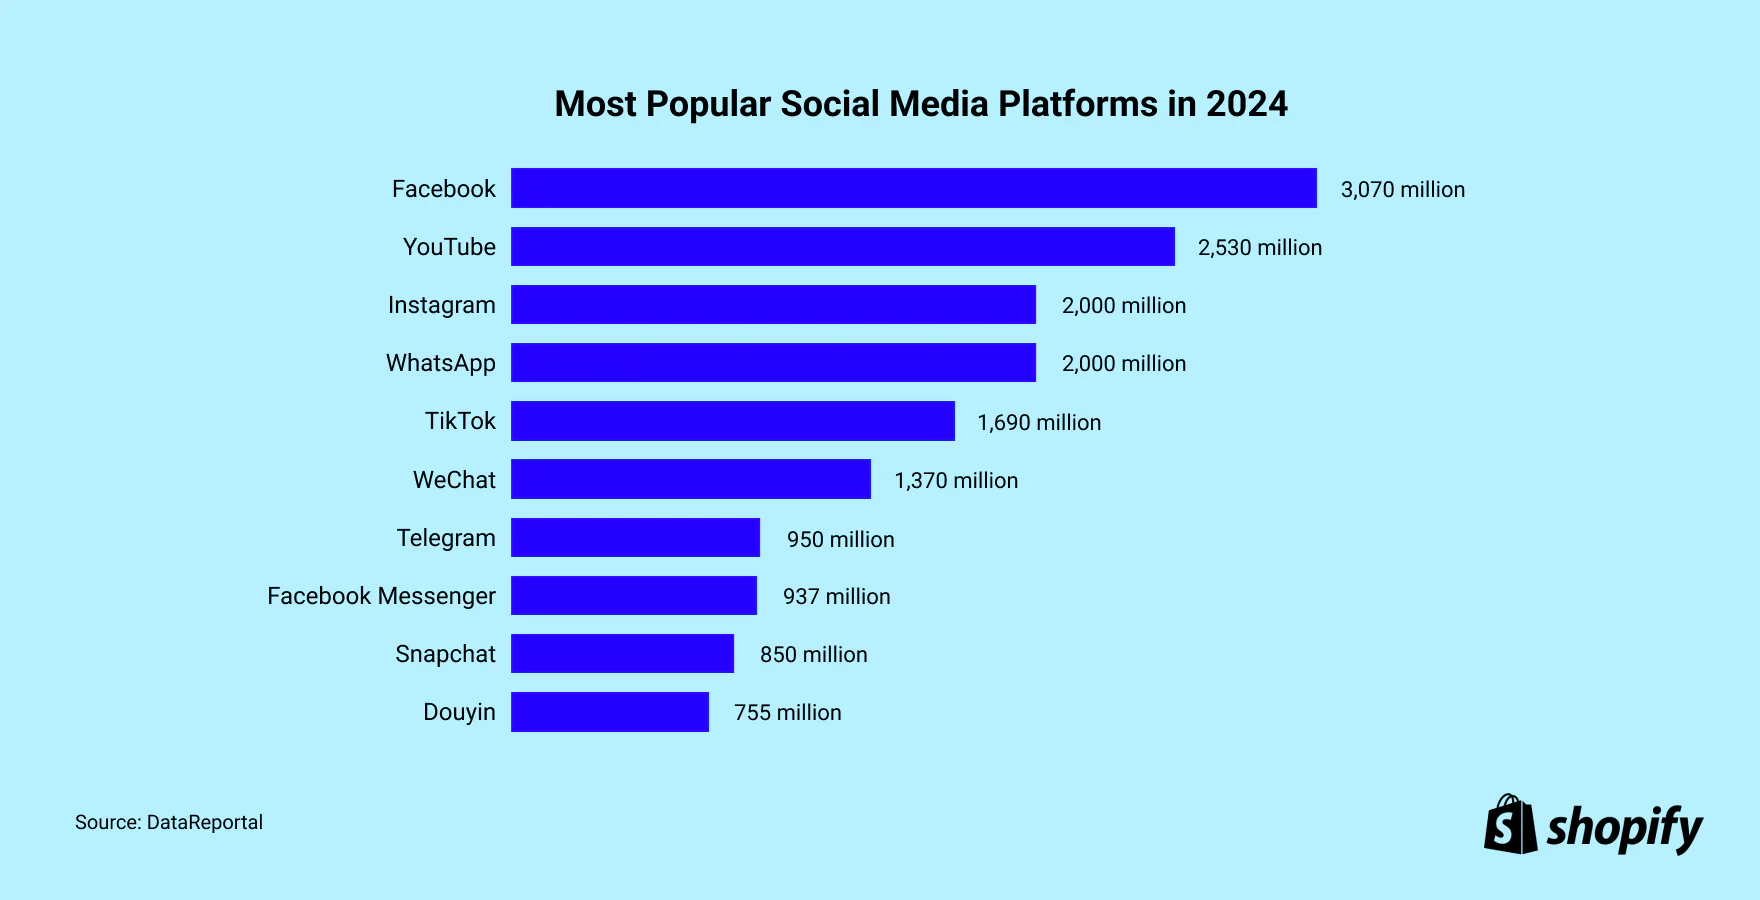 Most Popular Social Media Platforms in 2024
Facebook 3,070 million
YouTube 2,530 million
Instagram 2,000 million
WhatsApp 2,000 million
TikTok 1,690 million
WeChat 1,370 million
Telegram 950 million
Facebook Messenger 937 million
Snapchat 850 million
Douyin 755 million
Source: DataReportal
shopify